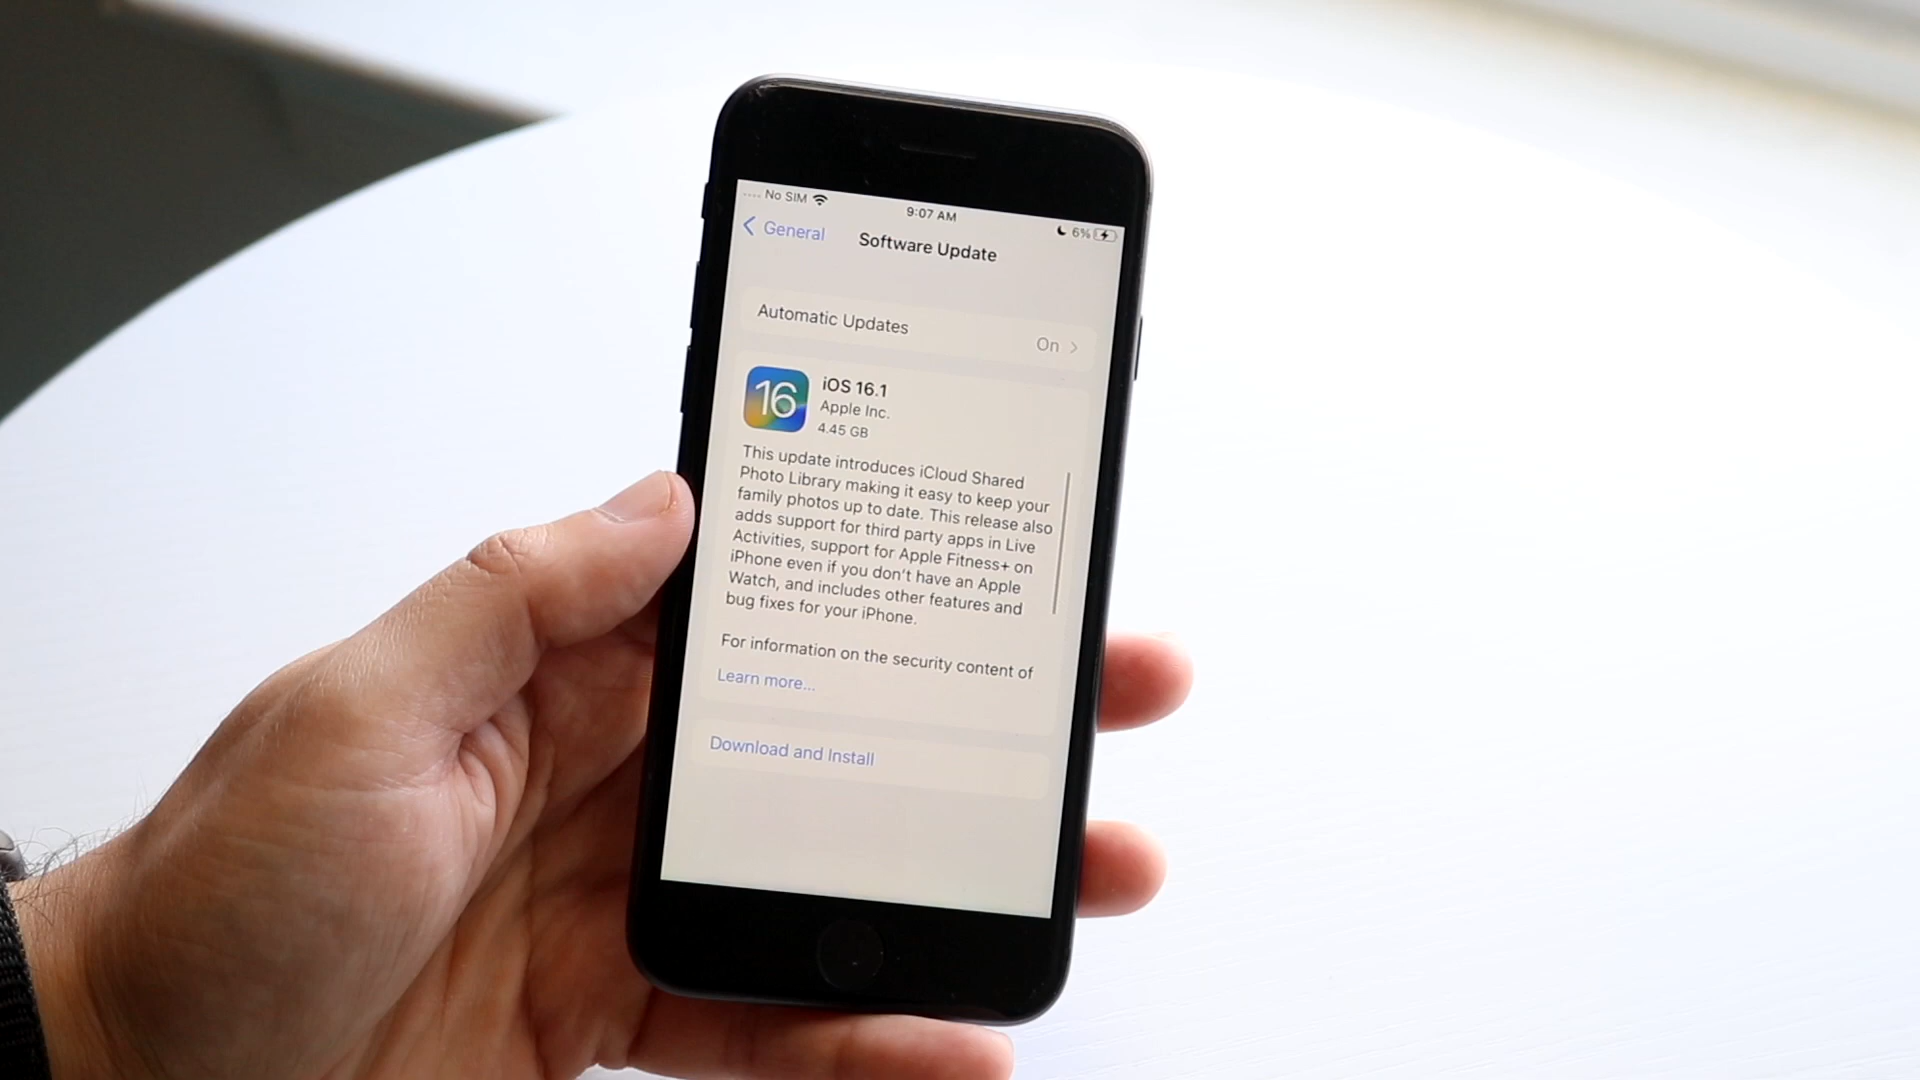 No SIM
9:07 AM
6%
General
Software Update
Automatic Updates
On
16
iOS 16.1
Apple Inc.
4.45 GB
This update introduces iCloud Shared
Photo Library making it easy to keep your
family photos up to date. This release also
adds support for third party apps in Live
Activities, support for Apple Fitness+ on
iPhone even if you don't have an Apple
Watch, and includes other features and
bug fixes for your iPhone.
For information on the security content of
Learn more...
Download and Install